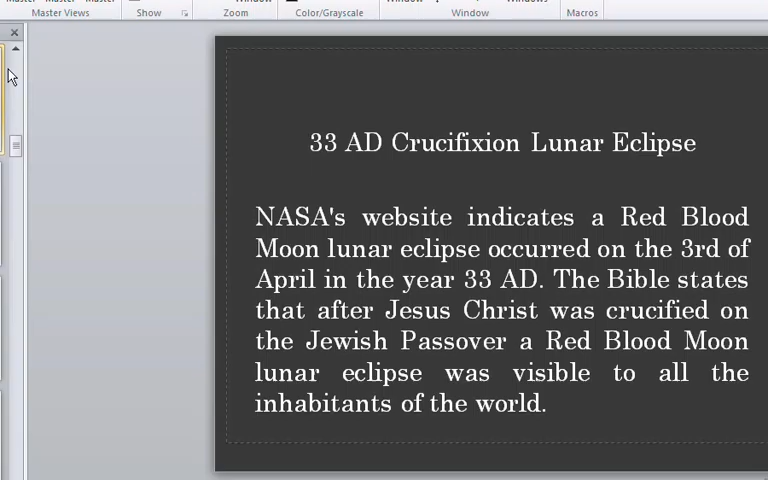 Master Views Show Zoom Color/Grayscale Window Macros
33 AD Crucifixion Lunar Eclipse
NASA's website indicates a Red Blood
Moon lunar eclipse occurred on the 3rd of
April in the year 33 AD. The Bible states
that after Jesus Christ was crucified on
the Jewish Passover a Red Blood Moon
lunar eclipse was visible to all the
inhabitants of the world.